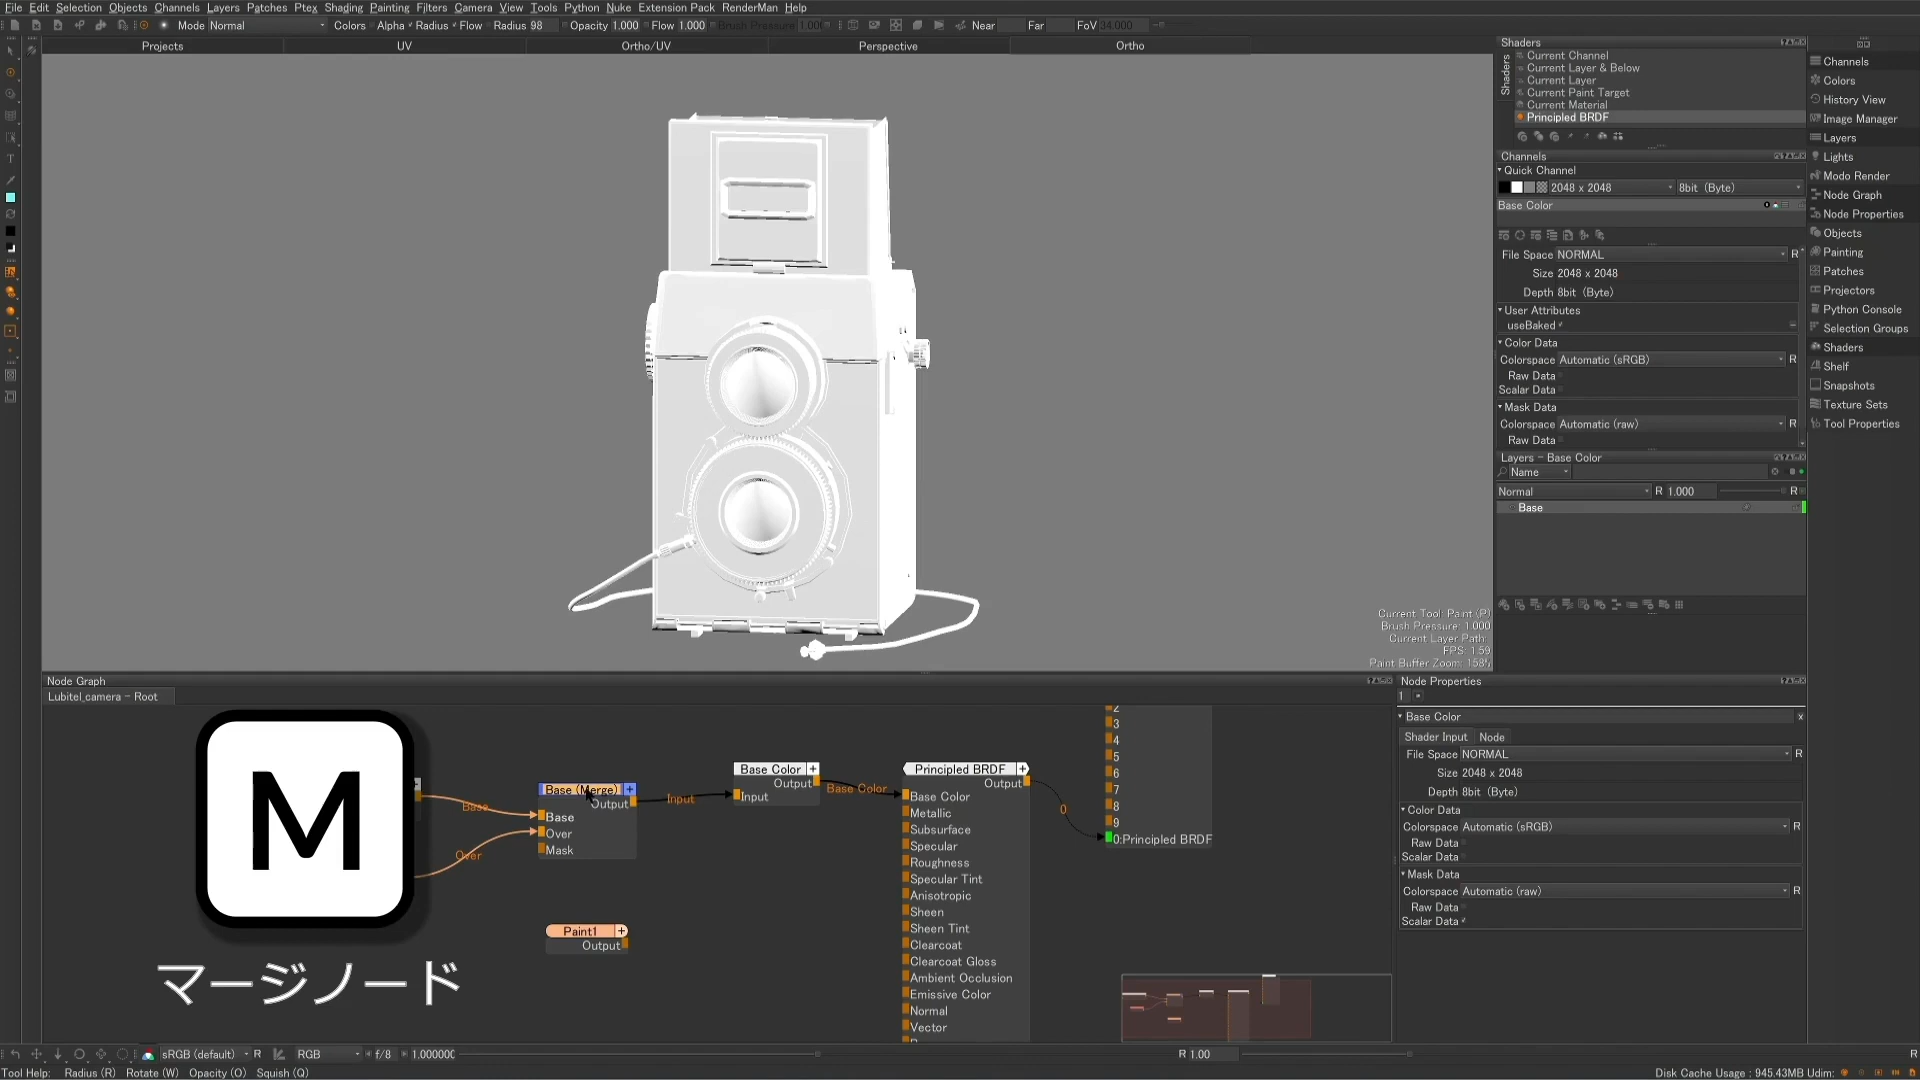 File Edit Selection Objects Channels Layers Patches Ptex Shading Painting Filters Camera View Tools Python Nuke Extension Pack RenderMan Help
Mode Normal Colors Alpha Radius Flow Radius 98 Opacity 1.000 Flow 1.000 Brush Pressure 1.00 Near Far FoV 34.000
Projects UV Ortho/UV Perspective Ortho
Shaders
Shaders
Current Channel
Current Layer & Below
Current Layer
Current Paint Target
Current Material
Principled BRDF
Channels
Quick Channel
2048 x 2048 8bit (Byte)
Base Color
File Space NORMAL R
Size 2048 x 2048
Depth 8bit (Byte)
User Attributes
useBaked
Color Data
Colorspace Automatic (sRGB) R
Raw Data
Scalar Data
Mask Data
Colorspace Automatic (raw) R
Raw Data
Layers - Base Color
Name
Normal R 1.000 R
Base
Channels
Colors
History View
Image Manager
Layers
Lights
Modo Render
Node Graph
Node Properties
Objects
Painting
Patches
Projectors
Python Console
Selection Groups
Shaders
Shelf
Snapshots
Texture Sets
Tool Properties
Current Tool: Paint (P)
Brush Pressure: 1.000
Current Layer Path:
FPS: 1.59
Paint Buffer Zoom: 158%
Node Graph
Lubitel_camera - Root
M
マージノード
Base
Over
Base (Merge) +
Output
Base
Over
Mask
Input
Paint1 +
Output
Base Color +
Output
Input
Base Color
Principled BRDF +
Output
Base Color
Metallic
Subsurface
Specular
Roughness
Specular Tint
Anisotropic
Sheen
Sheen Tint
Clearcoat
Clearcoat Gloss
Ambient Occlusion
Emissive Color
Normal
Vector
0
2
3
4
5
6
7
8
9
0:Principled BRDF
Node Properties
1
Base Color x
Shader Input Node
File Space NORMAL R
Size 2048 x 2048
Depth 8bit (Byte)
Color Data
Colorspace Automatic (sRGB) R
Raw Data
Scalar Data
Mask Data
Colorspace Automatic (raw) R
Raw Data
Scalar Data
sRGB (default) R RGB f/8 1.000000 R 1.00 R
Tool Help: Radius (R) Rotate (W) Opacity (O) Squish (Q)
Disk Cache Usage : 945.43MB Udim: